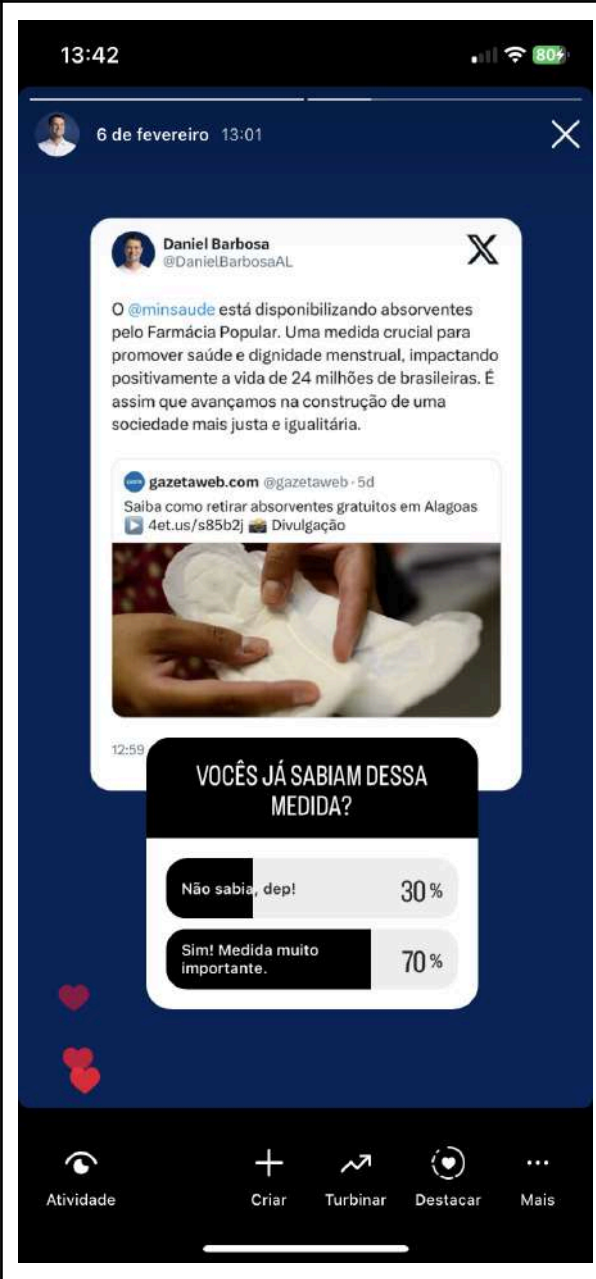 13:42
80
6 de fevereiro 13:01
Daniel Barbosa
@DanielBarbosaAL
O @minsaude está disponibilizando absorventes
pelo Farmácia Popular. Uma medida crucial para
promover saúde e dignidade menstrual, impactando
positivamente a vida de 24 milhões de brasileiras. É
assim que avançamos na construção de uma
sociedade mais justa e igualitária.
gazetaweb.com @gazetaweb · 5d
Saiba como retirar absorventes gratuitos em Alagoas
▶️ 4et.us/s85b2j 📸 Divulgação
12:59
VOCÊS JÁ SABIAM DESSA
MEDIDA?
Não sabia, dep! 30%
Sim! Medida muito
importante. 70%
Atividade Criar Turbinar Destacar Mais